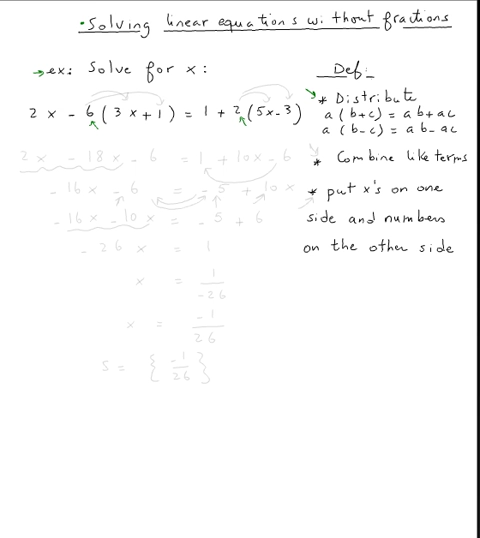 • Solving linear equations without fractions
→ ex: Solve for x:
2x - 6(3x+1) = 1 + 2(5x-3)
2x - 18x - 6 = 1 + 10x - 6
-16x - 6 = -5 + 10x
-16x - 10x = -5 + 6
-26x = 1
x = 1/-26
x = -1/26
S = { -1/26 }
Def:
* Distribute
a(b+c) = ab+ac
a(b-c) = ab-ac
* Combine like terms
* put x's on one
side and numbers
on the other side